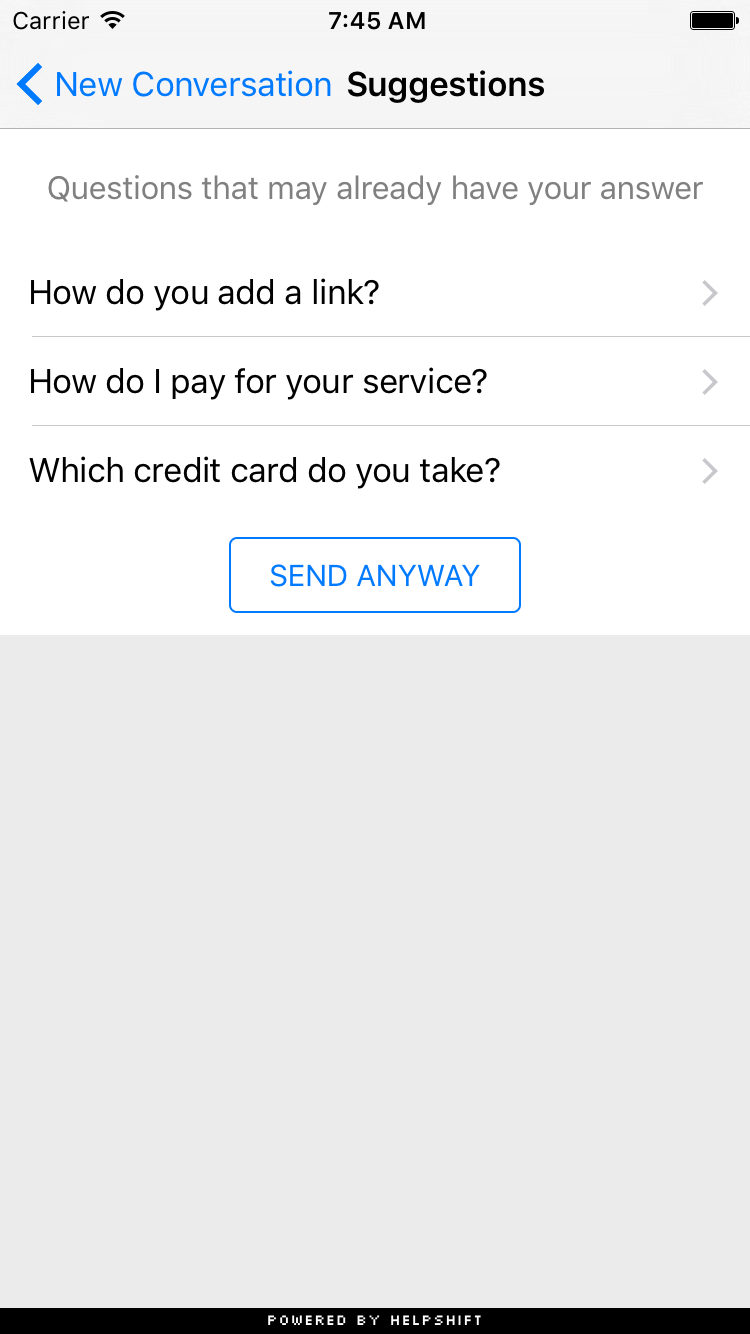 Carrier 7:45 AM
New Conversation Suggestions
Questions that may already have your answer
How do you add a link?
How do I pay for your service?
Which credit card do you take?
SEND ANYWAY
POWERED BY HELPSHIFT